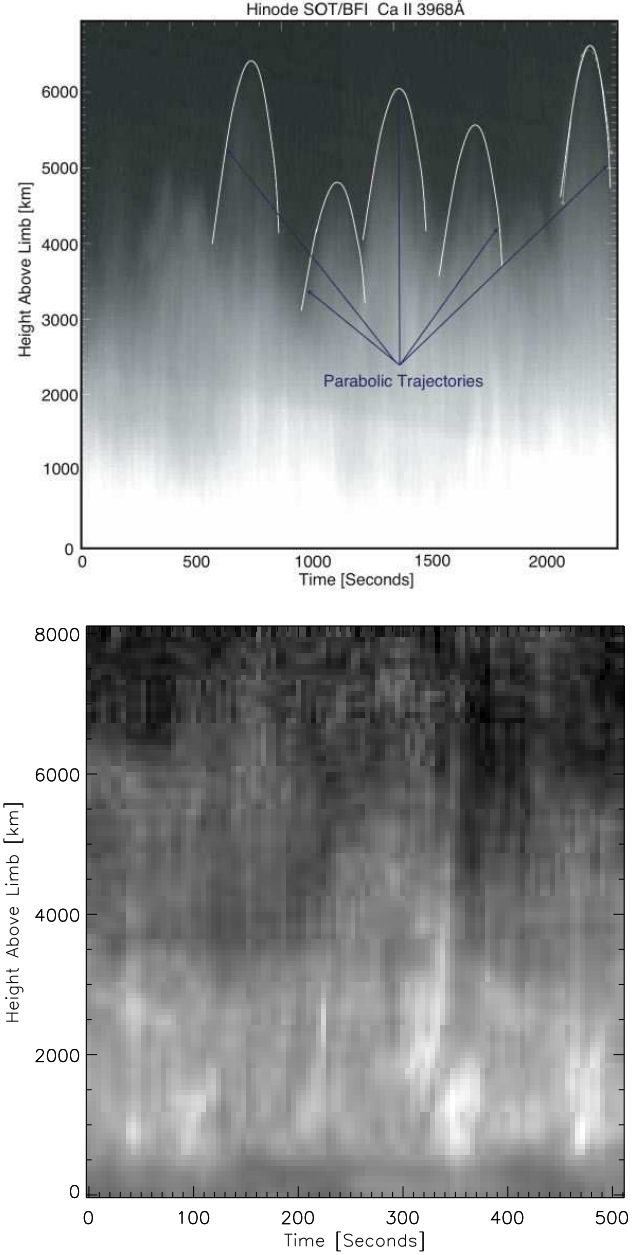 Hinode SOT/BFI Ca II 3968Å
6000
5000
4000
3000
2000
1000
0
Height Above Limb [km]
Parabolic Trajectories
0 500 1000 1500 2000
Time [Seconds]
8000
6000
4000
2000
0
Height Above Limb [km]
0 100 200 300 400 500
Time [Seconds]